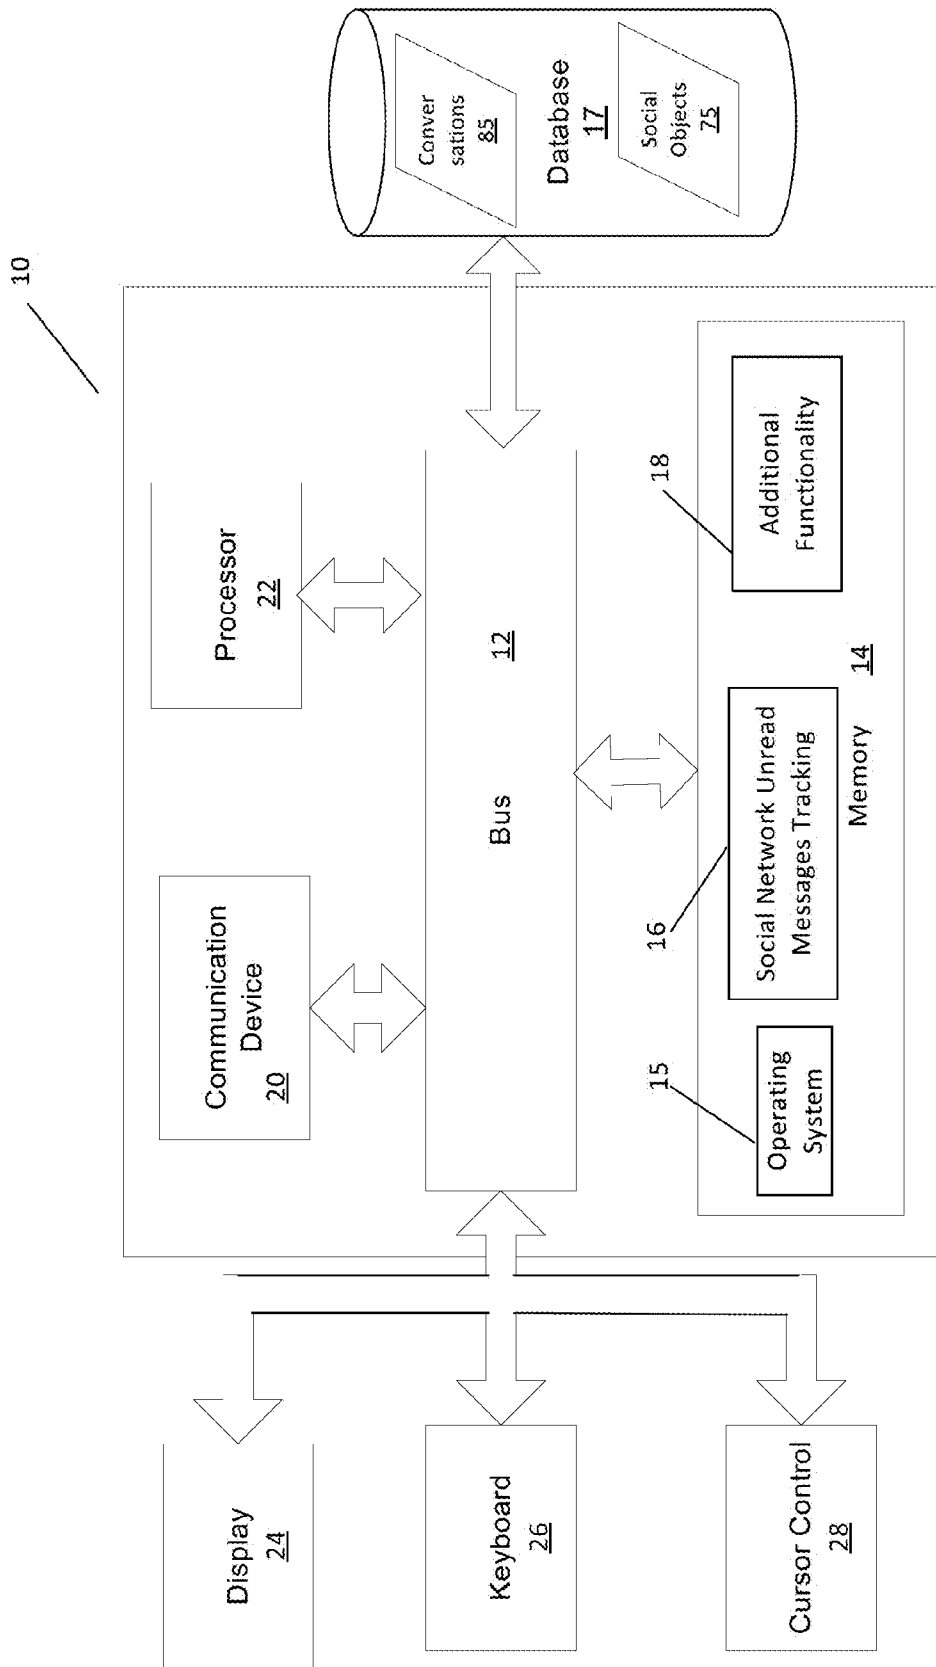 10
Display
24
Keyboard
26
Cursor Control
28
Communication
Device
20
Processor
22
Bus
12
15
Operating
System
16
Social Network Unread
Messages Tracking
18
Additional
Functionality
Memory
14
Conver
sations
85
Database
17
Social
Objects
75